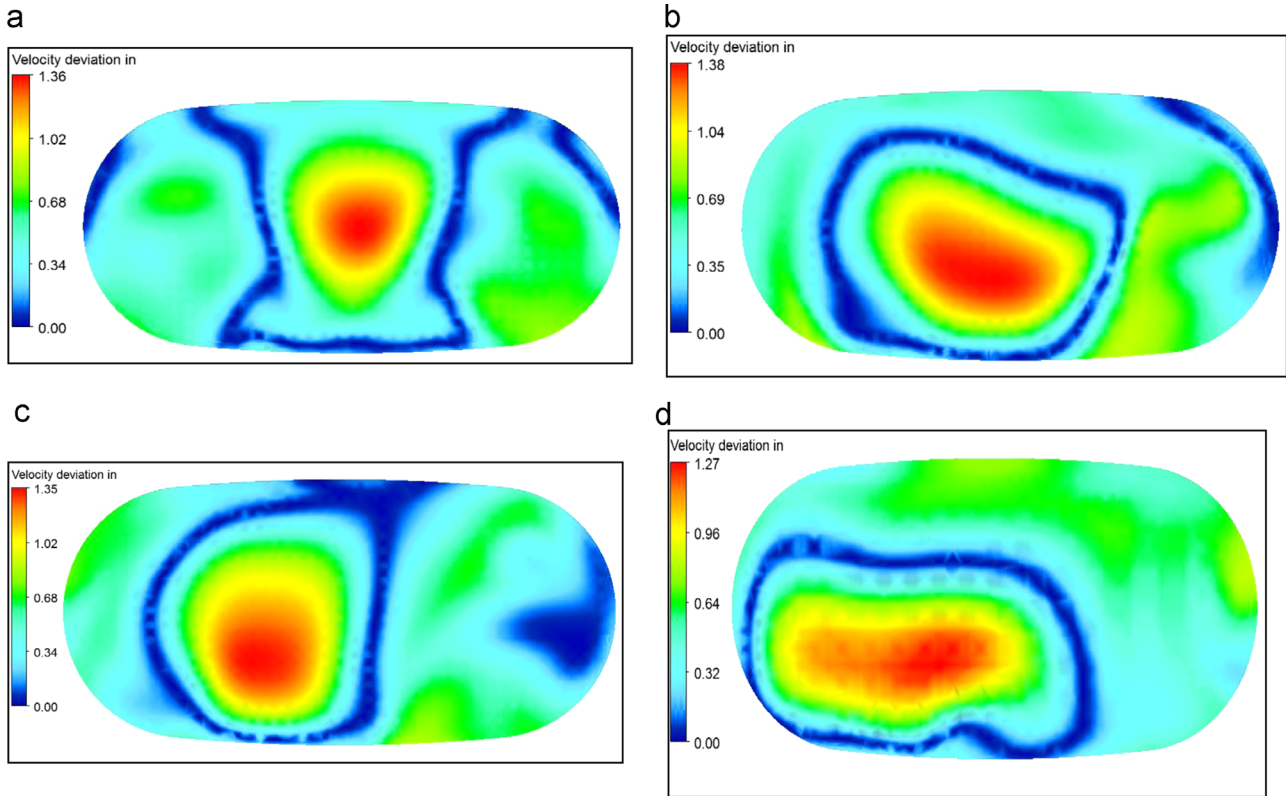 a
Velocity deviation in
1.36
1.02
0.68
0.34
0.00
b
Velocity deviation in
1.38
1.04
0.69
0.35
0.00
c
Velocity deviation in
1.35
1.02
0.68
0.34
0.00
d
Velocity deviation in
1.27
0.96
0.64
0.32
0.00